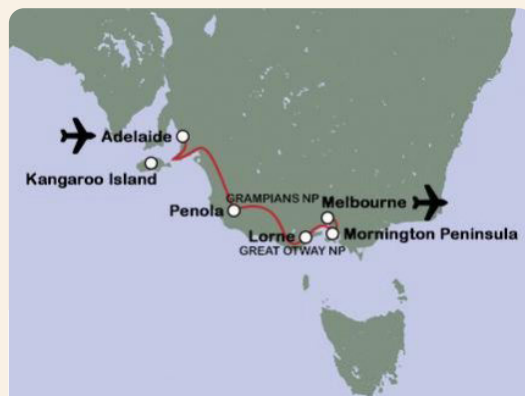 Adelaide
Kangaroo Island
GRAMPIANS NP
Melbourne
Penola
Lorne
Mornington Peninsula
GREAT OTWAY NP